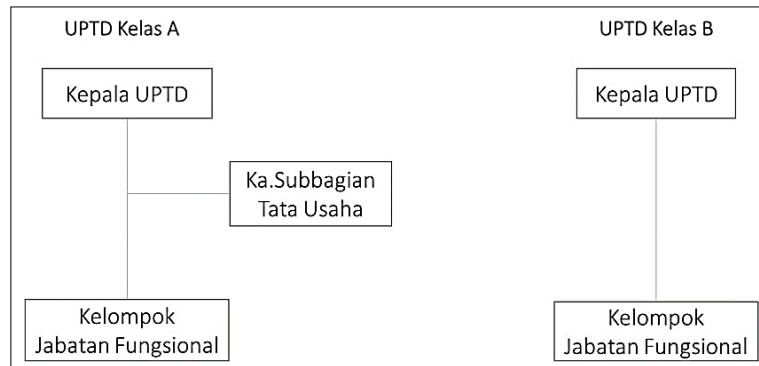 UPTD Kelas A
Kepala UPTD
Ka.Subbagian
Tata Usaha
Kelompok
Jabatan Fungsional
UPTD Kelas B
Kepala UPTD
Kelompok
Jabatan Fungsional